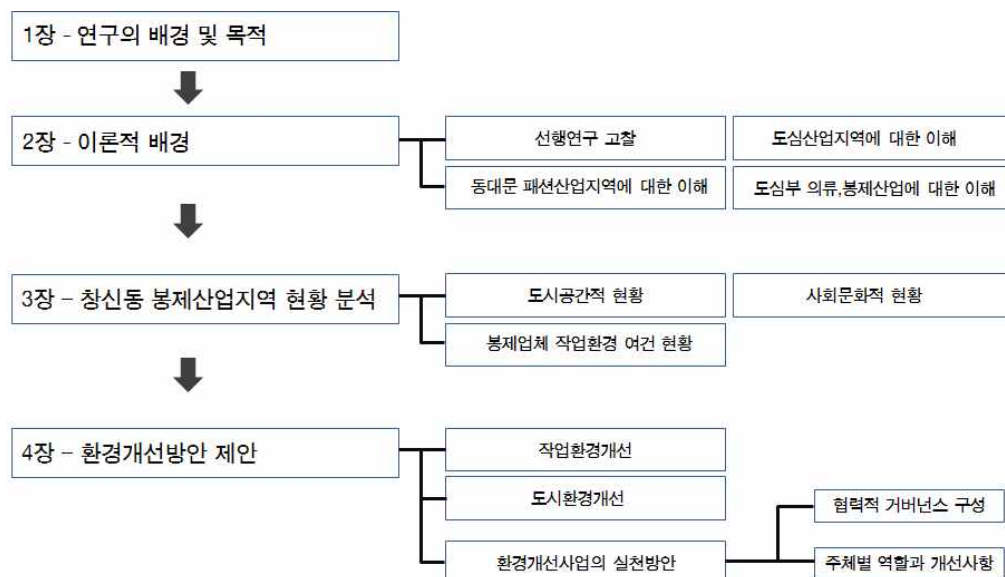 1장 - 연구의 배경 및 목적
2장 - 이론적 배경
선행연구 고찰
도심산업지역에 대한 이해
동대문 패션산업지역에 대한 이해
도심부 의류,봉제산업에 대한 이해
3장 – 창신동 봉제산업지역 현황 분석
도시공간적 현황
사회문화적 현황
봉제업체 작업환경 여건 현황
4장 – 환경개선방안 제안
작업환경개선
도시환경개선
환경개선사업의 실천방안
협력적 거버넌스 구성
주체별 역할과 개선사항